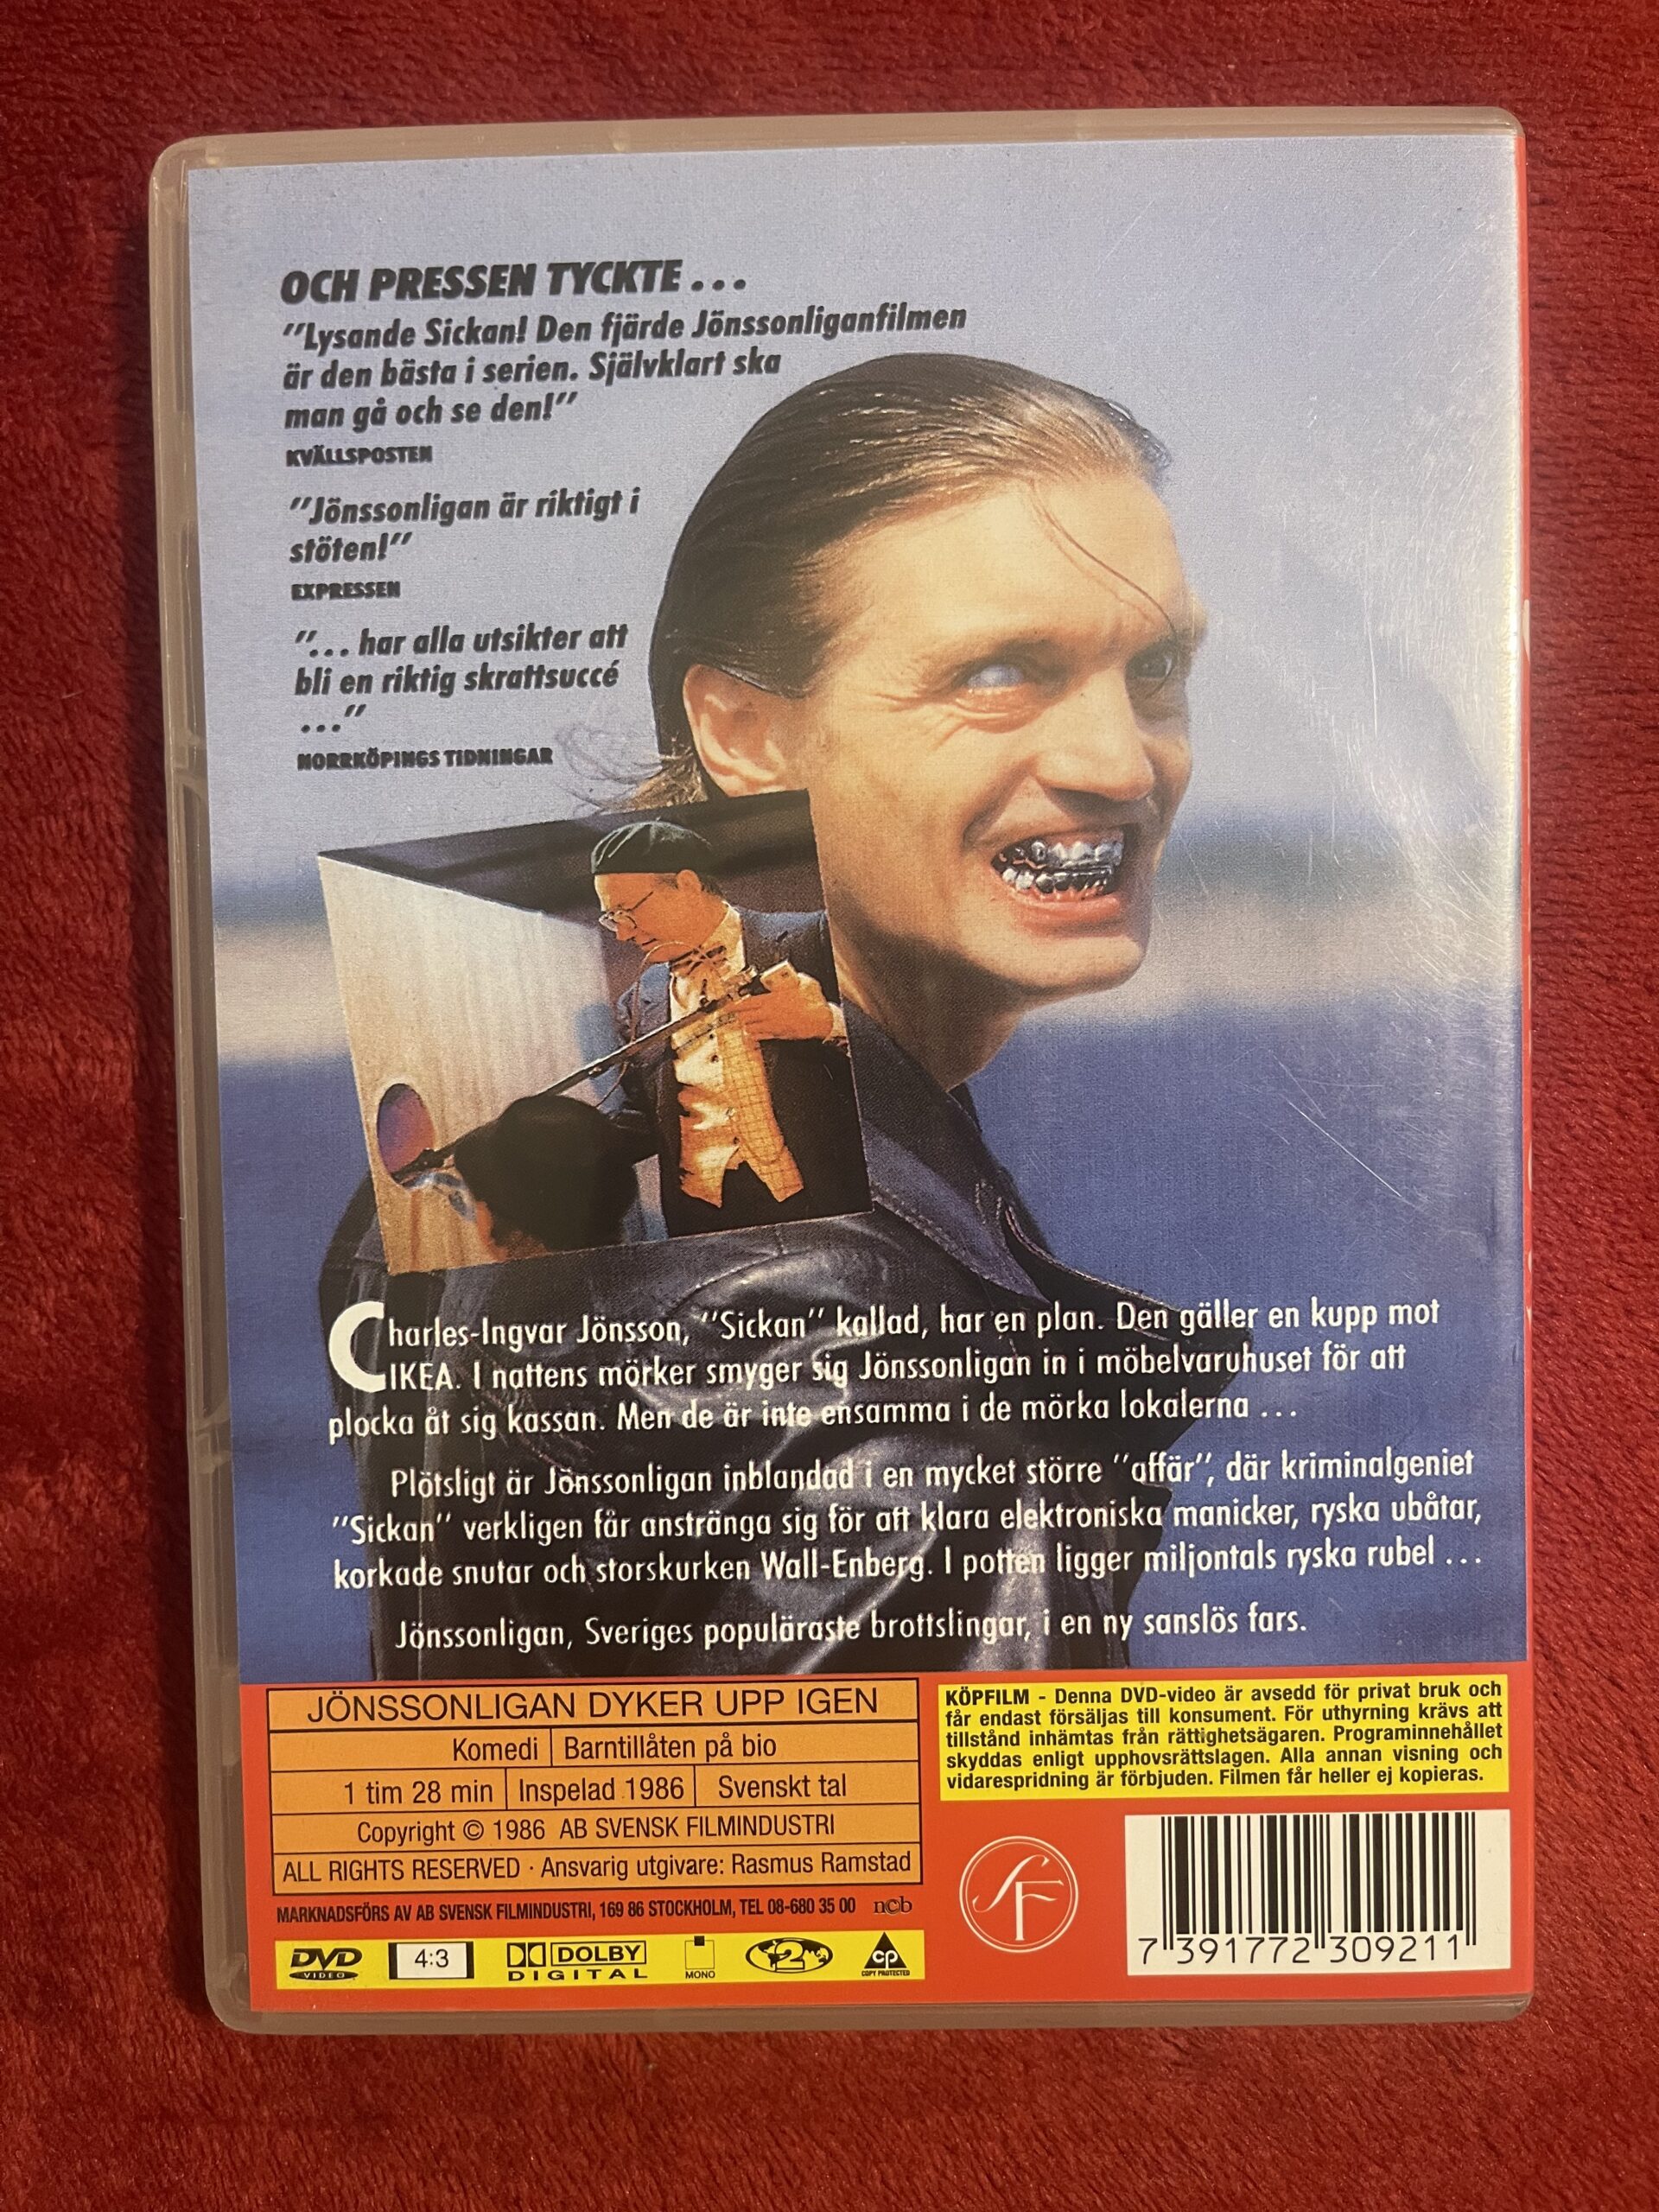 OCH PRESSEN TYCKTE . . .
"Lysande Sickan! Den fjärde Jönssonliganfilmen
är den bästa i serien. Självklart ska
man gå och se den!"
KVÄLLSPOSTEN
"Jönssonligan är riktigt i
stöten!"
EXPRESSEN
". . . har alla utsikter att
bli en riktig skrattsuccé
. . ."
NORRKÖPINGS TIDNINGAR
Charles-Ingvar Jönsson, "Sickan" kallad, har en plan. Den gäller en kupp mot
IKEA. I nattens mörker smyger sig Jönssonligan in i möbelvaruhuset för att
plocka åt sig kassan. Men de är inte ensamma i de mörka lokalerna . . .
Plötsligt är Jönssonligan inblandad i en mycket större "affär", där kriminalgeniet
"Sickan" verkligen får anstränga sig för att klara elektroniska manicker, ryska ubåtar,
korkade snutar och storskurken Wall-Enberg. I potten ligger miljontals ryska rubel . . .
Jönssonligan, Sveriges populäraste brottslingar, i en ny sanslös fars.
JÖNSSONLIGAN DYKER UPP IGEN
Komedi Barntillåten på bio
1 tim 28 min Inspelad 1986 Svenskt tal
Copyright © 1986 AB SVENSK FILMINDUSTRI
ALL RIGHTS RESERVED · Ansvarig utgivare: Rasmus Ramstad
MARKNADSFÖRS AV AB SVENSK FILMINDUSTRI, 169 86 STOCKHOLM, TEL 08-680 35 00 ncb
DVD VIDEO 4:3 DOLBY DIGITAL MONO 2 CP COPY PROTECTED
KÖPFILM - Denna DVD-video är avsedd för privat bruk och
får endast försäljas till konsument. För uthyrning krävs att
tillstånd inhämtas från rättighetsägaren. Programinnehållet
skyddas enligt upphovsrättslagen. Alla annan visning och
vidarespridning är förbjuden. Filmen får heller ej kopieras.
SF
7 391772 309211